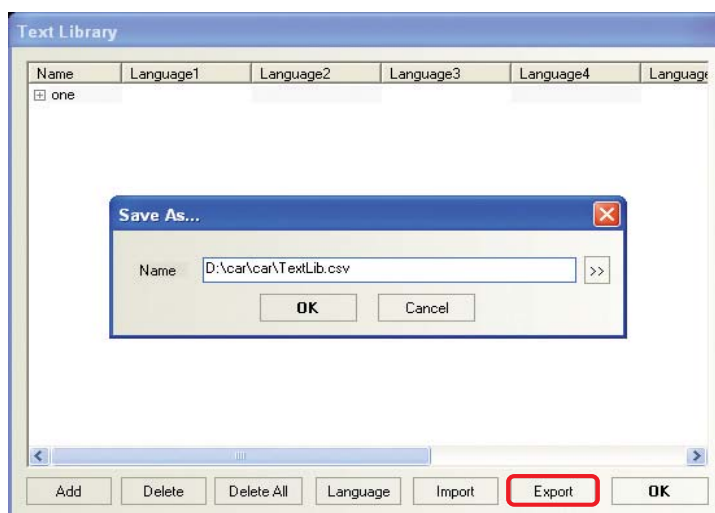 Text Library
Name Language1 Language2 Language3 Language4 Language
one
Save As...
Name D:\car\car\TextLib.csv >>
OK Cancel
Add Delete Delete All Language Import Export OK